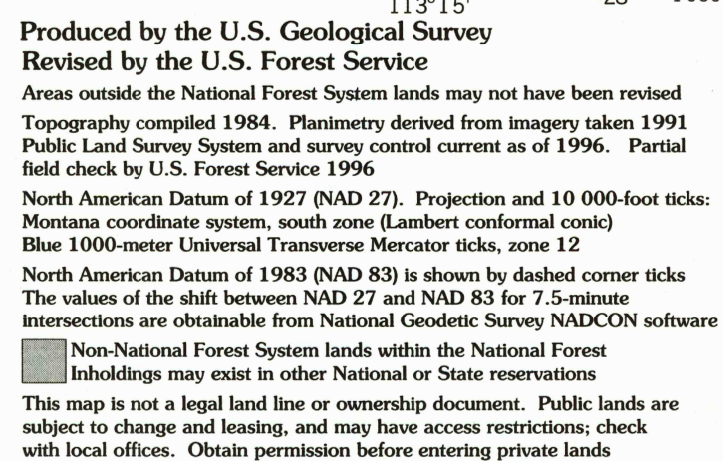 113°15'
Produced by the U.S. Geological Survey
Revised by the U.S. Forest Service
Areas outside the National Forest System lands may not have been revised
Topography compiled 1984. Planimetry derived from imagery taken 1991
Public Land Survey System and survey control current as of 1996. Partial
field check by U.S. Forest Service 1996
North American Datum of 1927 (NAD 27). Projection and 10 000-foot ticks:
Montana coordinate system, south zone (Lambert conformal conic)
Blue 1000-meter Universal Transverse Mercator ticks, zone 12
North American Datum of 1983 (NAD 83) is shown by dashed corner ticks
The values of the shift between NAD 27 and NAD 83 for 7.5-minute
intersections are obtainable from National Geodetic Survey NADCON software
Non-National Forest System lands within the National Forest
Inholdings may exist in other National or State reservations
This map is not a legal land line or ownership document. Public lands are
subject to change and leasing, and may have access restrictions; check
with local offices. Obtain permission before entering private lands